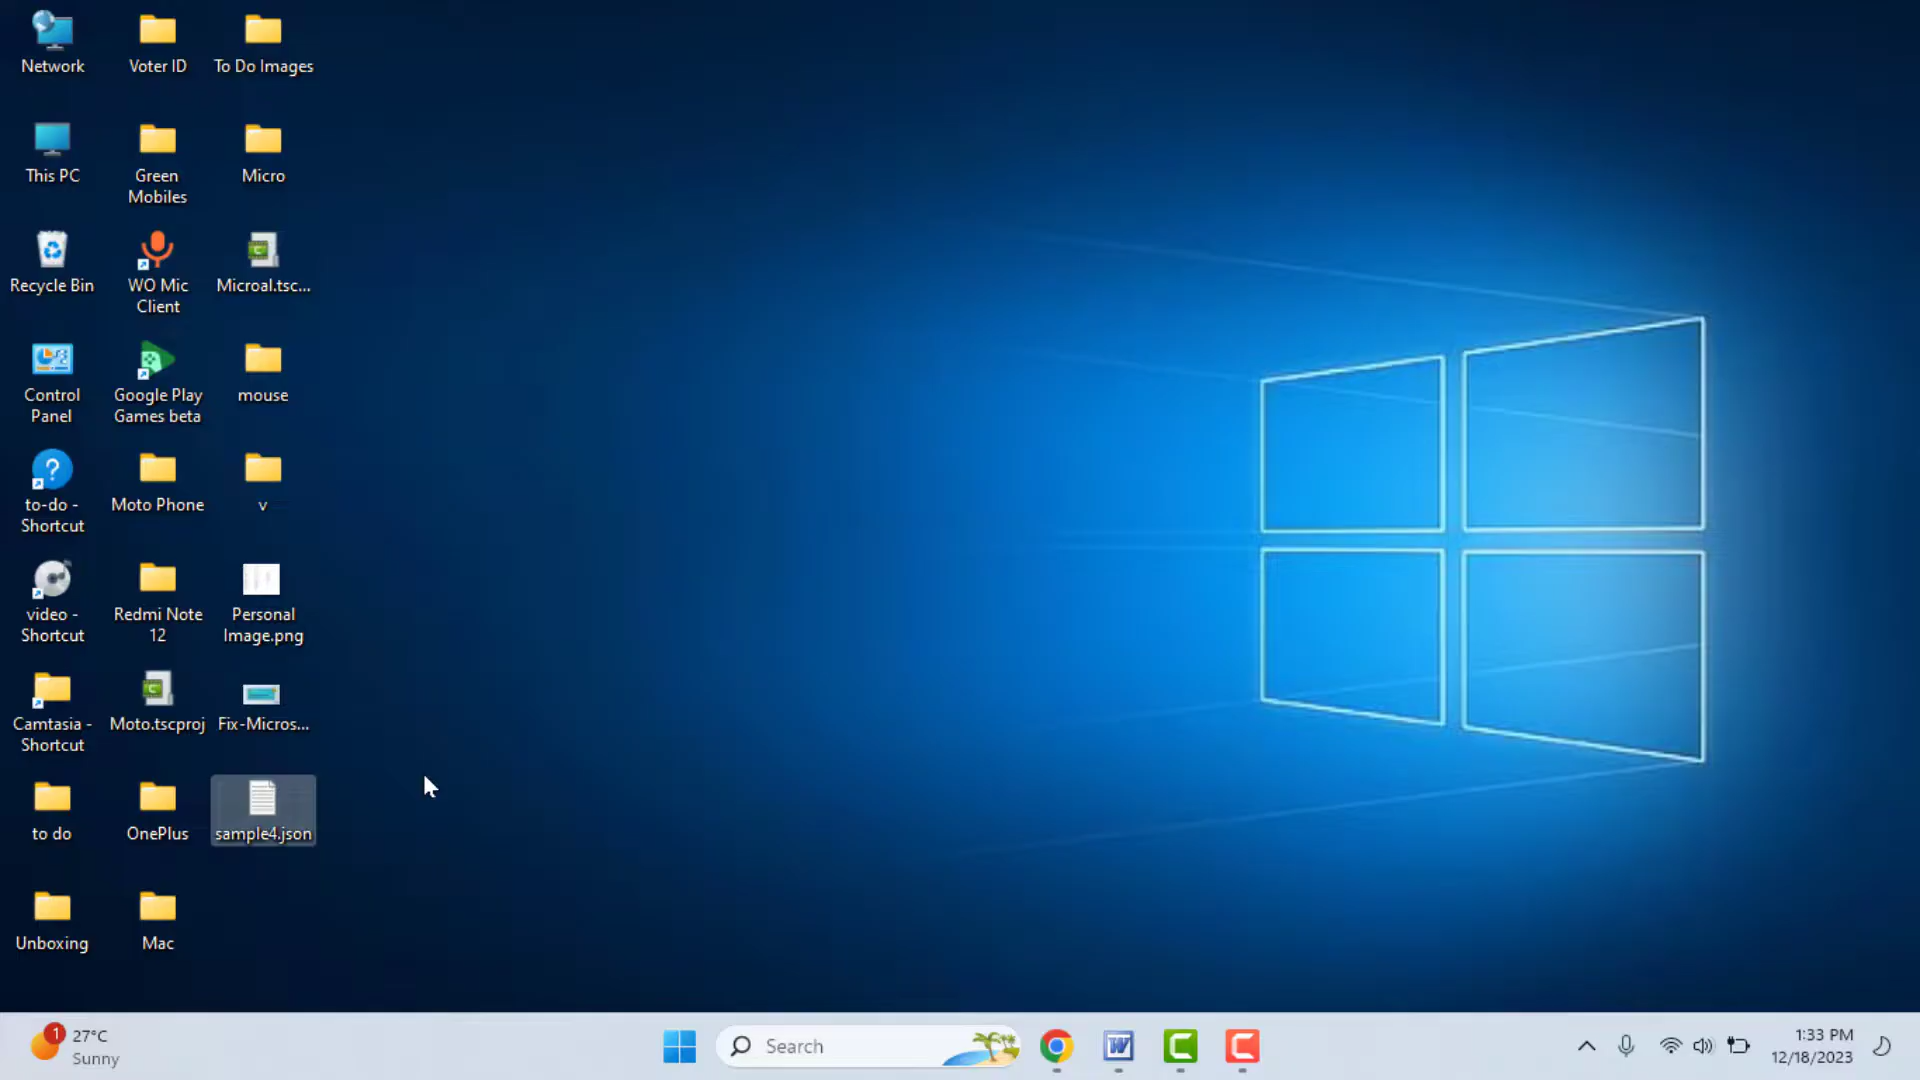 Network
Voter ID
To Do Images
This PC
Green
Mobiles
Micro
Recycle Bin
WO Mic
Client
Microal.tsc...
Control
Panel
Google Play
Games beta
mouse
to-do -
Shortcut
Moto Phone
v
video -
Shortcut
Redmi Note
12
Personal
Image.png
Camtasia -
Shortcut
Moto.tscproj
Fix-Micros...
to do
OnePlus
sample4.json
Unboxing
Mac
1
27°C
Sunny
Search
1:33 PM
12/18/2023